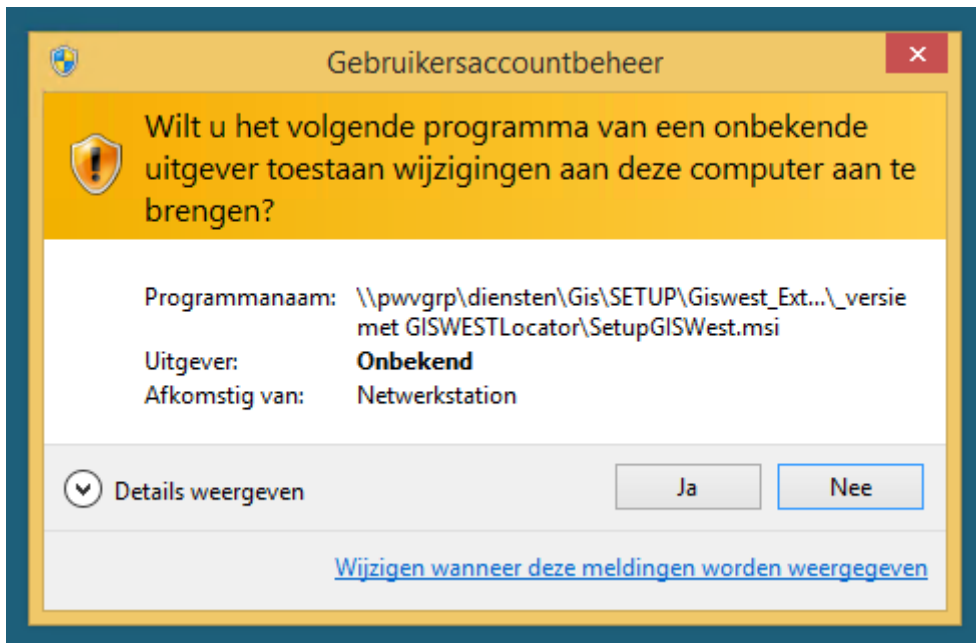 Gebruikersaccountbeheer
Wilt u het volgende programma van een onbekende
uitgever toestaan wijzigingen aan deze computer aan te
brengen?
Programmanaam: \\pwvgrp\diensten\Gis\SETUP\Giswest_Ext...\_versie
met GISWESTLocator\SetupGISWest.msi
Uitgever: Onbekend
Afkomstig van: Netwerkstation
Details weergeven Ja Nee
Wijzigen wanneer deze meldingen worden weergegeven